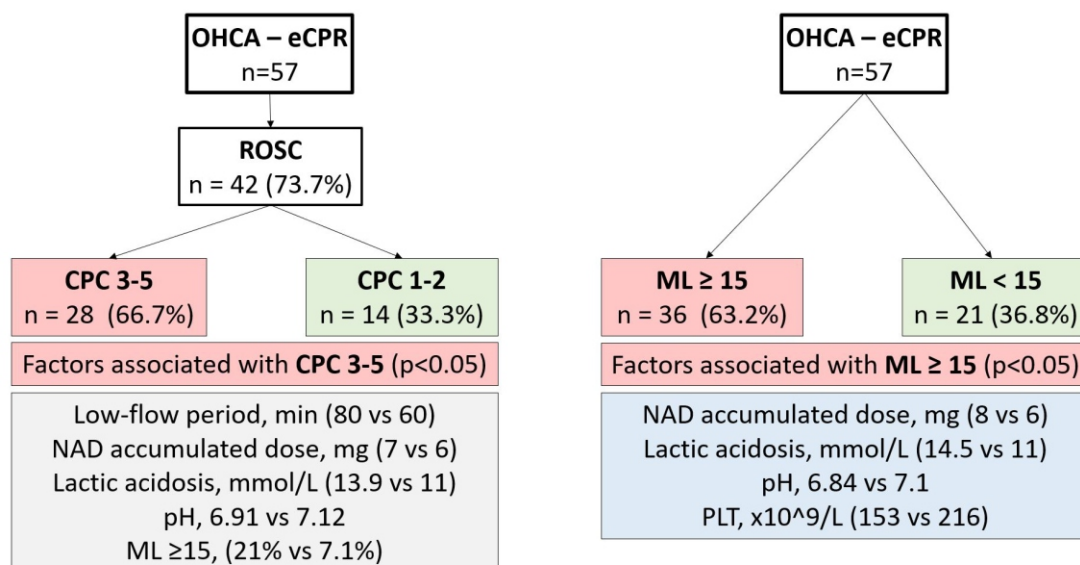 OHCA – eCPR
n=57
ROSC
n = 42 (73.7%)
CPC 3-5
n = 28 (66.7%)
CPC 1-2
n = 14 (33.3%)
Factors associated with CPC 3-5 (p<0.05)
Low-flow period, min (80 vs 60)
NAD accumulated dose, mg (7 vs 6)
Lactic acidosis, mmol/L (13.9 vs 11)
pH, 6.91 vs 7.12
ML ≥15, (21% vs 7.1%)
OHCA – eCPR
n=57
ML ≥ 15
n = 36 (63.2%)
ML < 15
n = 21 (36.8%)
Factors associated with ML ≥ 15 (p<0.05)
NAD accumulated dose, mg (8 vs 6)
Lactic acidosis, mmol/L (14.5 vs 11)
pH, 6.84 vs 7.1
PLT, x10^9/L (153 vs 216)